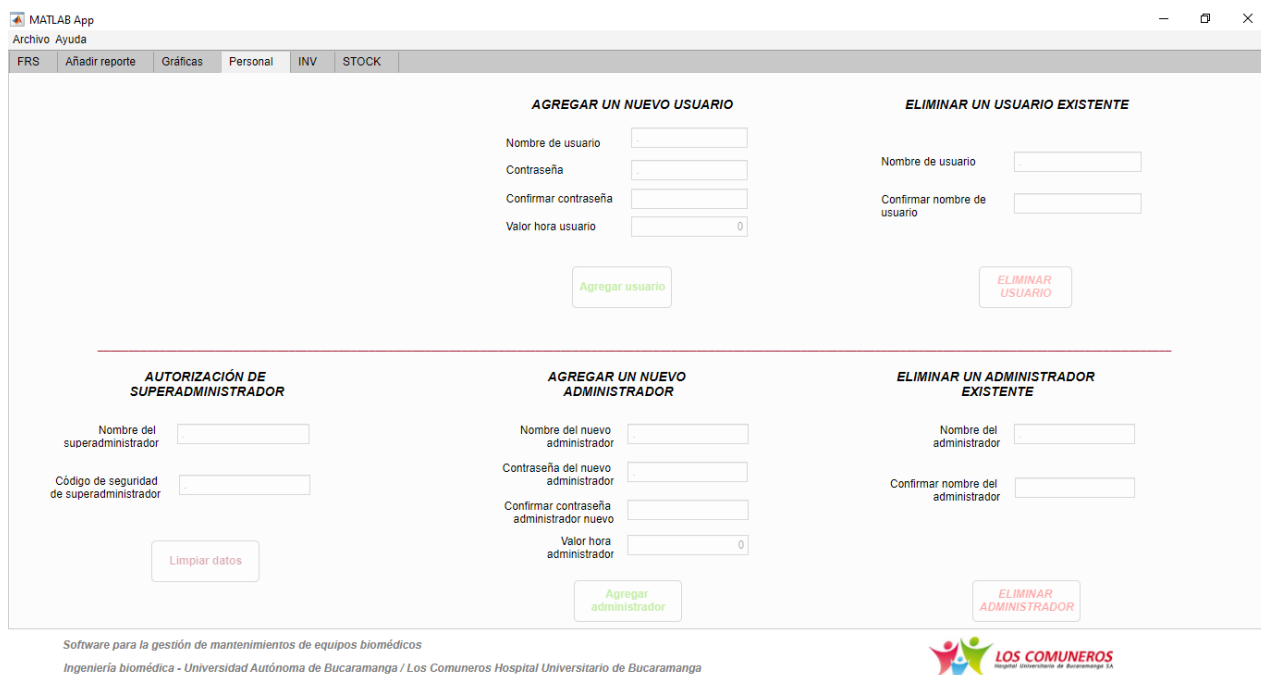 MATLAB App
Archivo Ayuda
FRS Añadir reporte Gráficas Personal INV STOCK
AGREGAR UN NUEVO USUARIO
Nombre de usuario
.
Contraseña
.
Confirmar contraseña
Valor hora usuario
0
Agregar usuario
ELIMINAR UN USUARIO EXISTENTE
Nombre de usuario
.
Confirmar nombre de
usuario
ELIMINAR
USUARIO
AUTORIZACIÓN DE
SUPERADMINISTRADOR
Nombre del
superadministrador
.
Código de seguridad
de superadministrador
.
Limpiar datos
AGREGAR UN NUEVO
ADMINISTRADOR
Nombre del nuevo
administrador
.
Contraseña del nuevo
administrador
.
Confirmar contraseña
administrador nuevo
Valor hora
administrador
0
Agregar
administrador
ELIMINAR UN ADMINISTRADOR
EXISTENTE
Nombre del
administrador
.
Confirmar nombre del
administrador
ELIMINAR
ADMINISTRADOR
Software para la gestión de mantenimientos de equipos biomédicos
Ingeniería biomédica - Universidad Autónoma de Bucaramanga / Los Comuneros Hospital Universitario de Bucaramanga
LOS COMUNEROS
Hospital Universitario de Bucaramanga SA